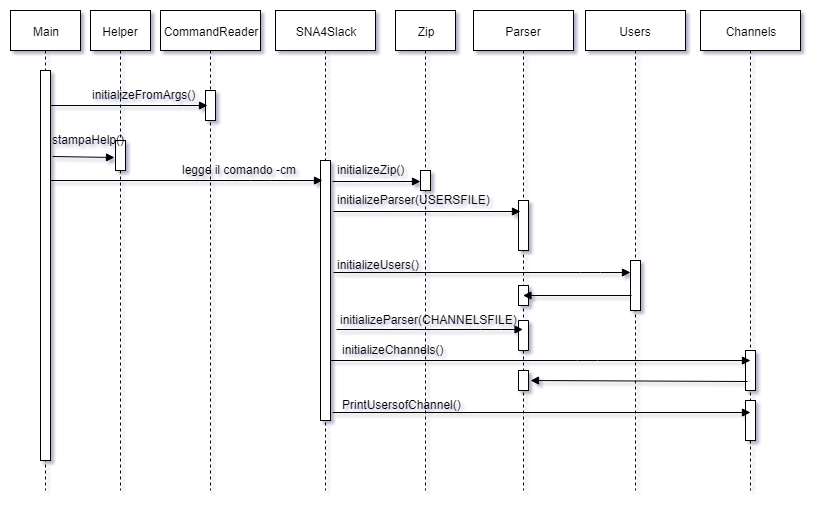 Main
Helper
CommandReader
SNA4Slack
Zip
Parser
Users
Channels
initializeFromArgs()
stampaHelp()
legge il comando -cm
initializeZip()
initializeParser(USERSFILE)
initializeUsers()
initializeParser(CHANNELSFILE)
initializeChannels()
PrintUsersofChannel()